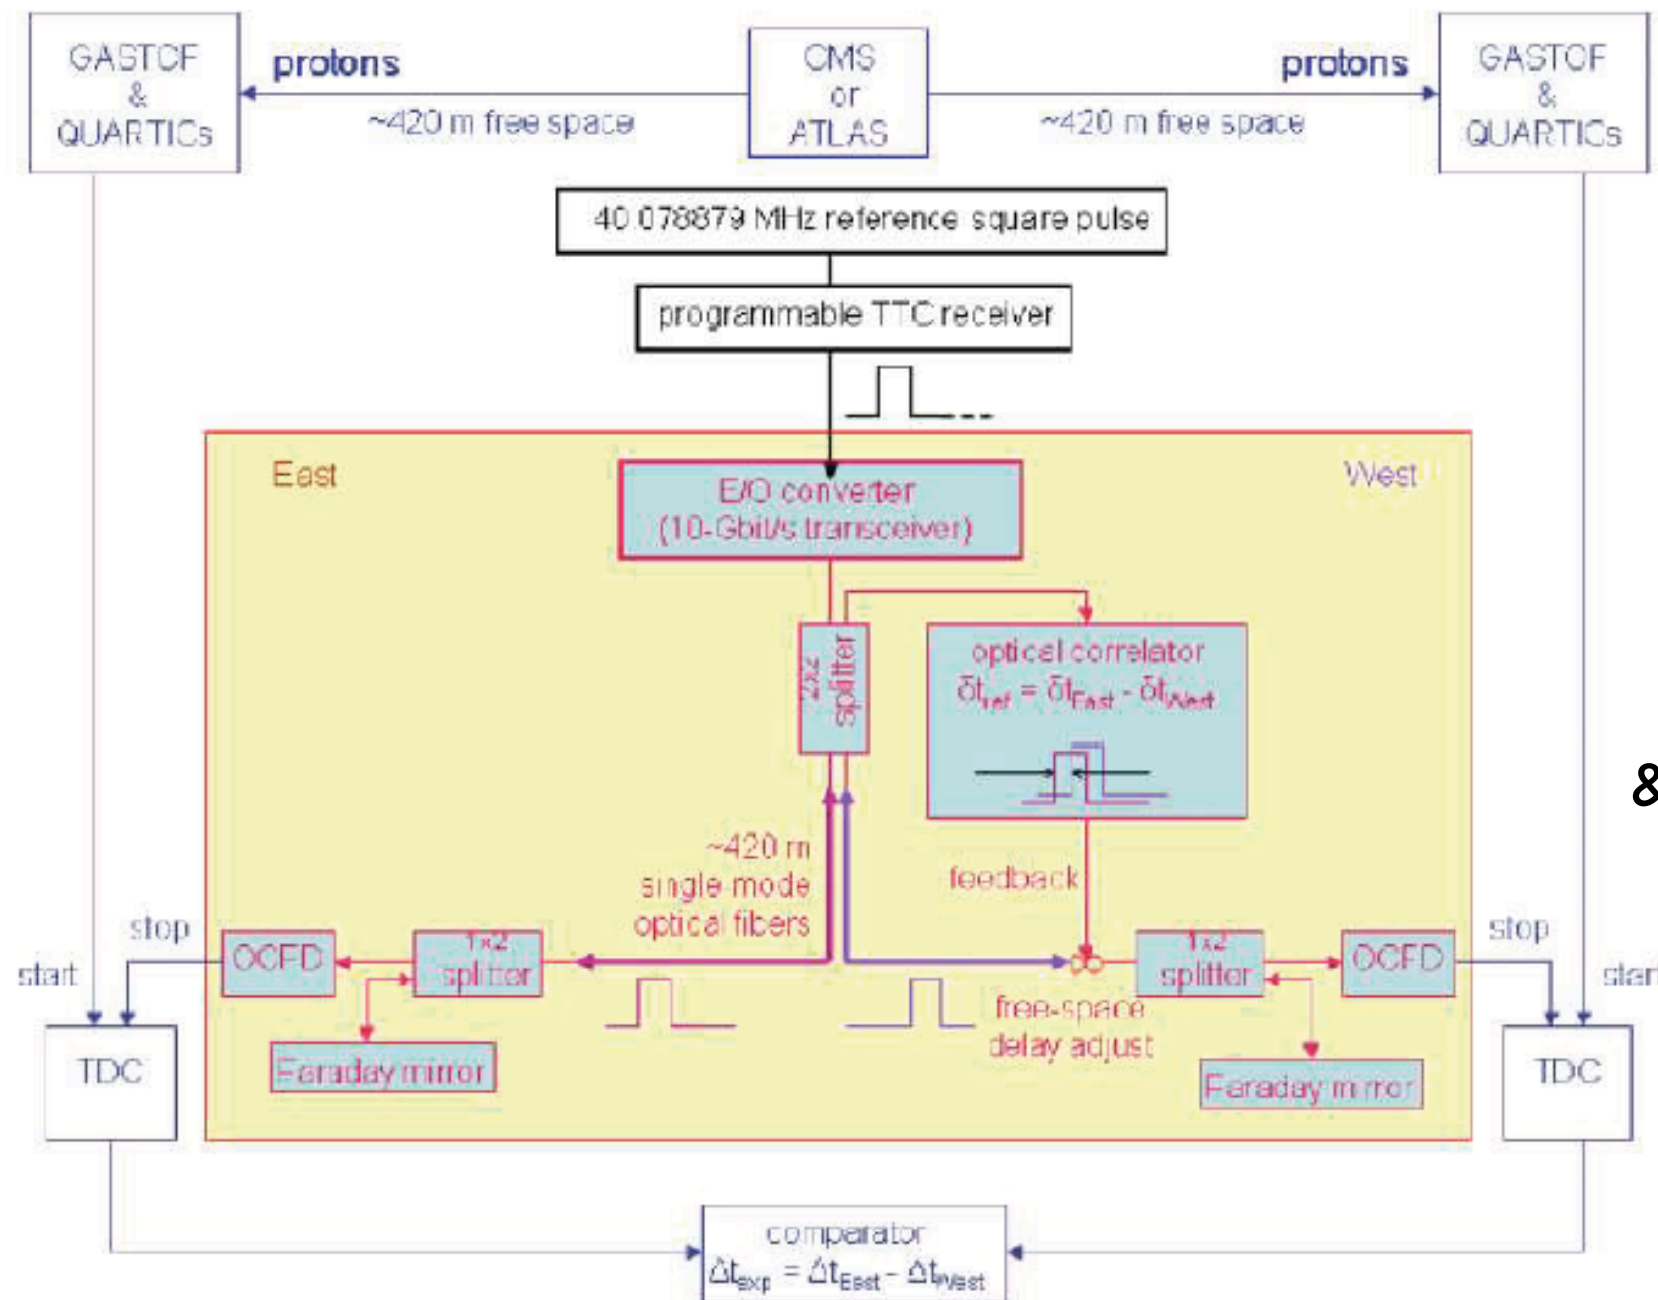 GASTOF
&
QUARTICs
protons
~420 m free space
CMS
or
ATLAS
protons
~420 m free space
GASTOF
&
QUARTICs
40.078879 MHz reference square pulse
programmable TTC receiver
East
West
E/O converter
(10-Gbit/s transceiver)
2x2
splitter
optical correlator
δt_ref = δt_East - δt_West
&
~420 m
single-mode
optical fibers
feedback
stop
start
OCFD
1x2
splitter
1x2
splitter
OCFD
stop
start
free-space
delay adjust
TDC
Faraday mirror
Faraday mirror
TDC
comparator
Δt_exp = Δt_East - Δt_West